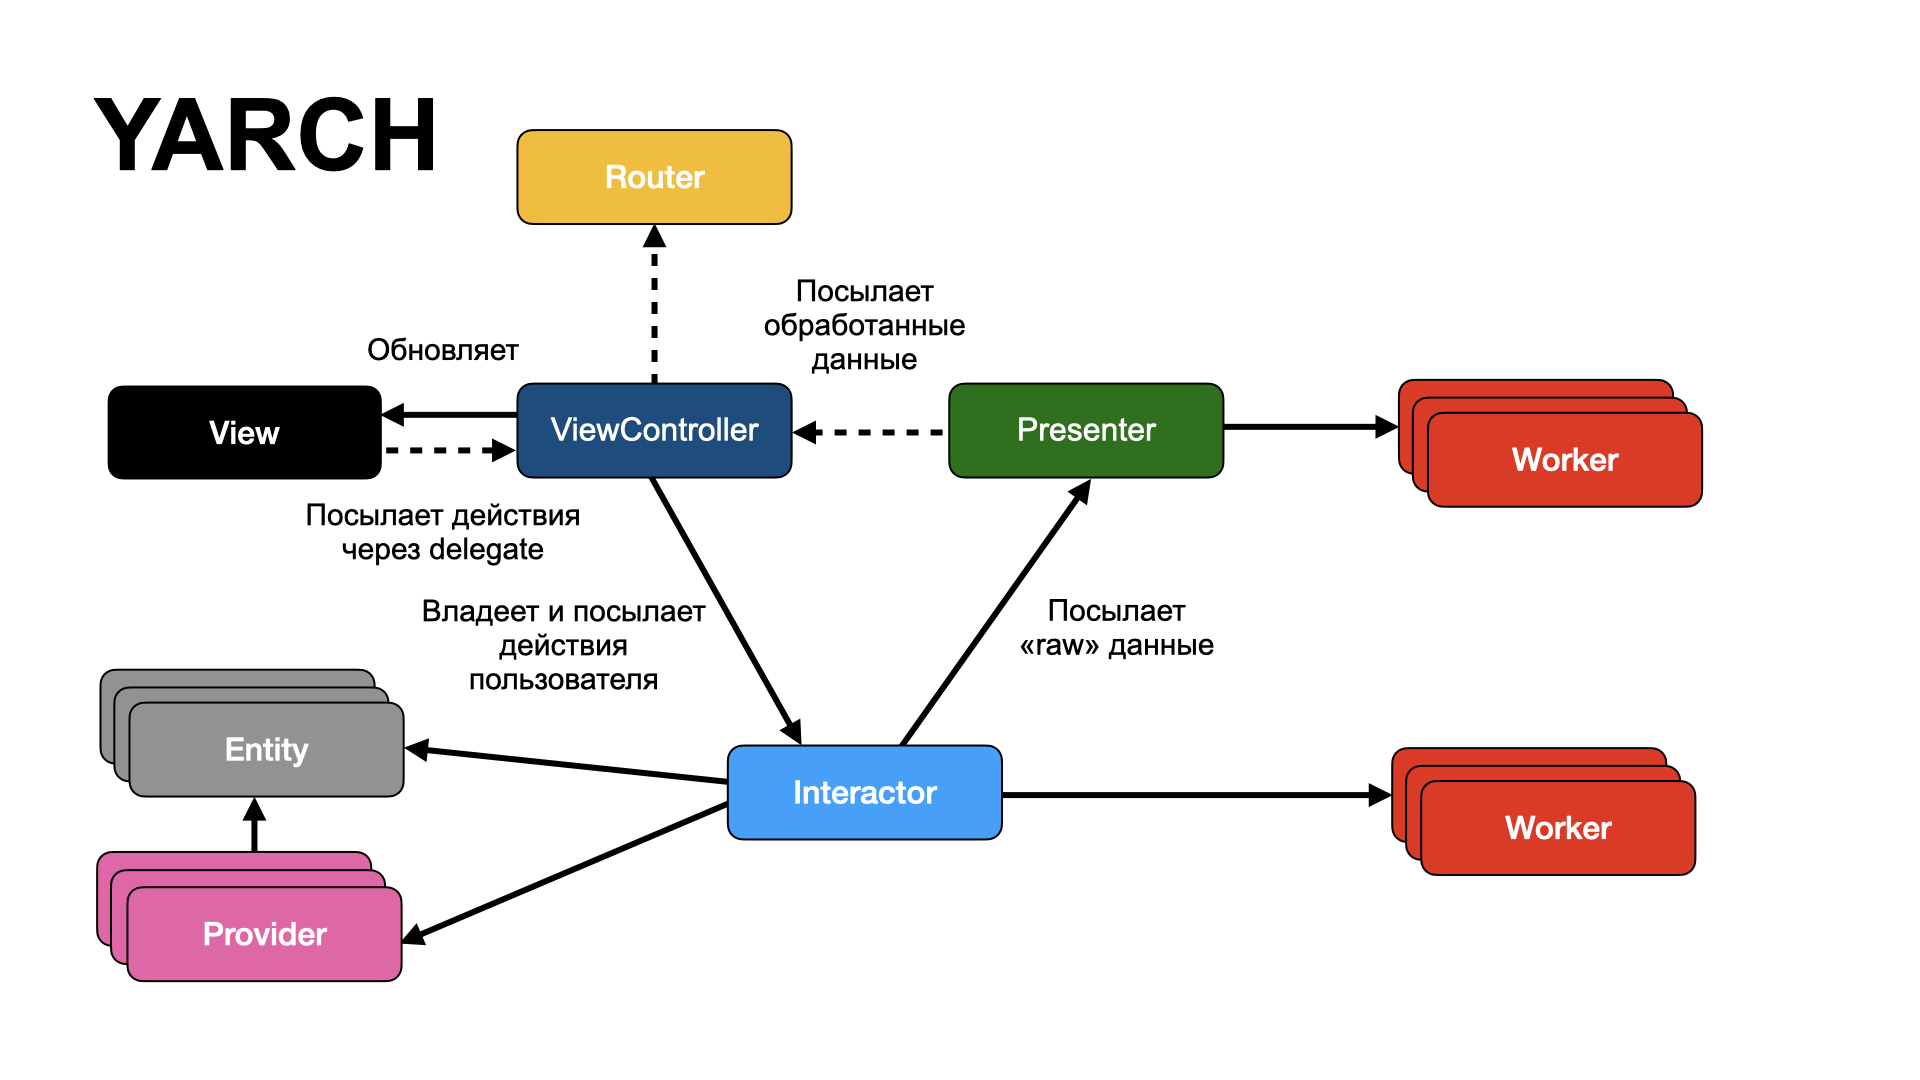 YARCH
Router
Посылает
обработанные
данные
Обновляет
View
ViewController
Presenter
Worker
Посылает действия
через delegate
Владеет и посылает
действия
пользователя
Посылает
«raw» данные
Entity
Interactor
Worker
Provider